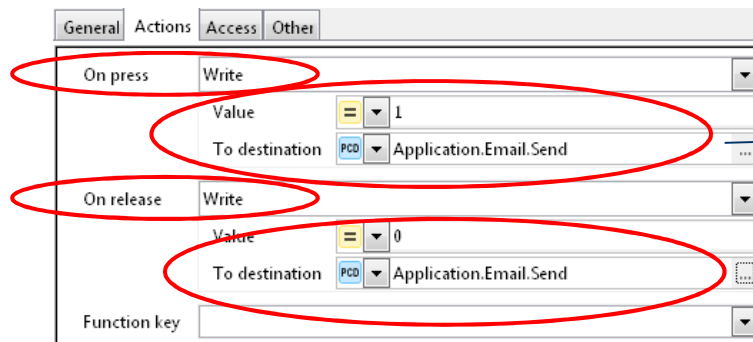 General Actions Access Other
On press Write
Value = 1
To destination PCD Application.Email.Send ...
On release Write
Value = 0
To destination PCD Application.Email.Send ...
Function key